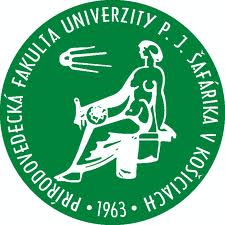 PRÍRODOVEDECKÁ FAKULTA UNIVERZITY P. J. ŠAFÁRIKA V KOŠICIACH
· 1963 ·